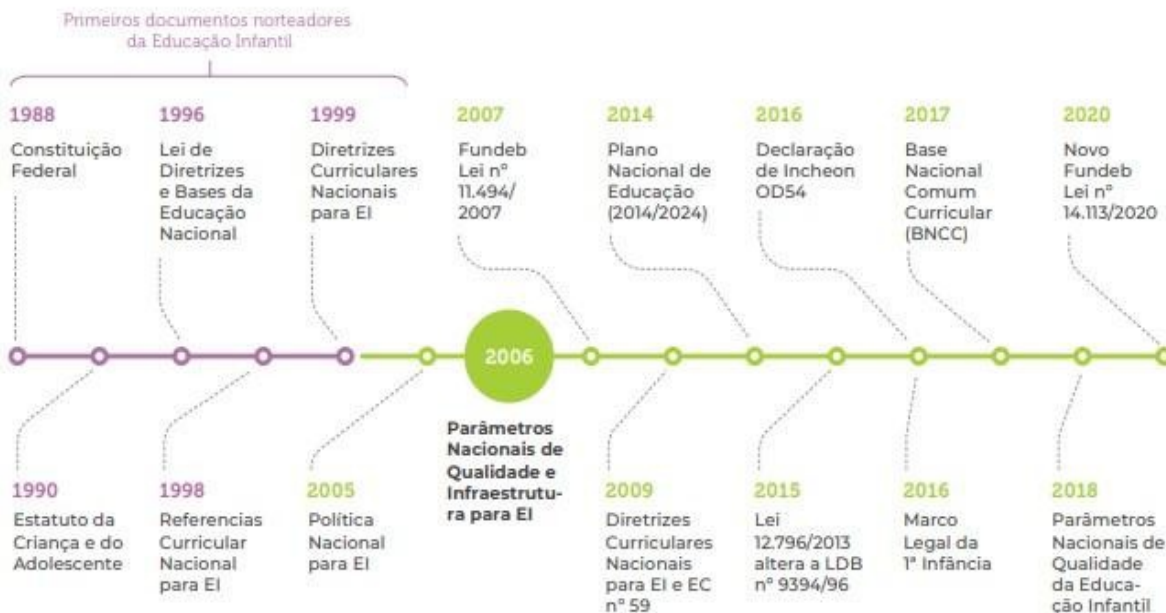 Primeiros documentos norteadores
da Educação Infantil
1988
Constituição
Federal
1996
Lei de
Diretrizes
e Bases da
Educação
Nacional
1999
Diretrizes
Curriculares
Nacionais
para EI
2007
Fundeb
Lei nº
11.494/
2007
2014
Plano
Nacional de
Educação
(2014/2024)
2016
Declaração
de Incheon
OD54
2017
Base
Nacional
Comum
Curricular
(BNCC)
2020
Novo
Fundeb
Lei nº
14.113/2020
2006
Parâmetros
Nacionais de
Qualidade e
Infraestrutu-
ra para EI
1990
Estatuto da
Criança e do
Adolescente
1998
Referencias
Curricular
Nacional
para EI
2005
Política
Nacional
para EI
2009
Diretrizes
Curriculares
Nacionais
para EI e EC
nº 59
2015
Lei
12.796/2013
altera a LDB
nº 9394/96
2016
Marco
Legal da
1ª Infância
2018
Parâmetros
Nacionais de
Qualidade
da Educa-
ção Infantil